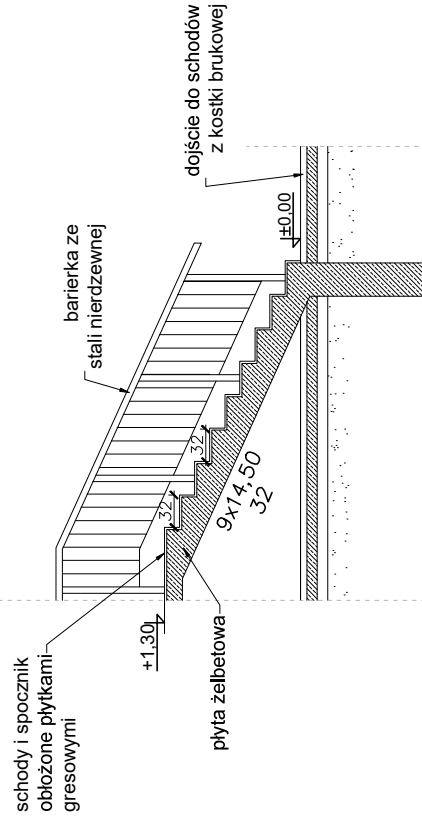 schody i spocznik
obłożone płytkami
gresowymi
barierka ze
stali nierdzewnej
dojście do schodów
z kostki brukowej
+1,30
32
32
±0,00
9x14,50
32
płyta żelbetowa